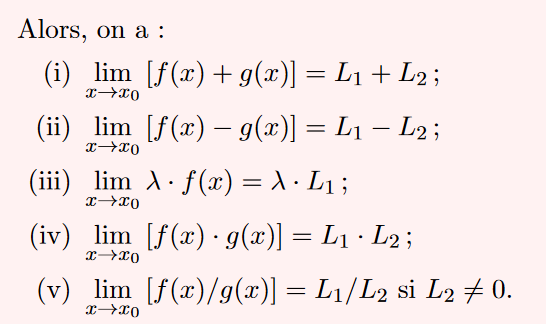 Alors, on a :
(i) lim x→x₀ [f(x) + g(x)] = L₁ + L₂ ;
(ii) lim x→x₀ [f(x) − g(x)] = L₁ − L₂ ;
(iii) lim x→x₀ λ · f(x) = λ · L₁ ;
(iv) lim x→x₀ [f(x) · g(x)] = L₁ · L₂ ;
(v) lim x→x₀ [f(x)/g(x)] = L₁/L₂ si L₂ ≠ 0.